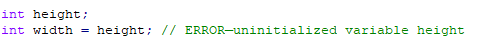 int height;
int width = height; // ERROR—uninitialized variable height